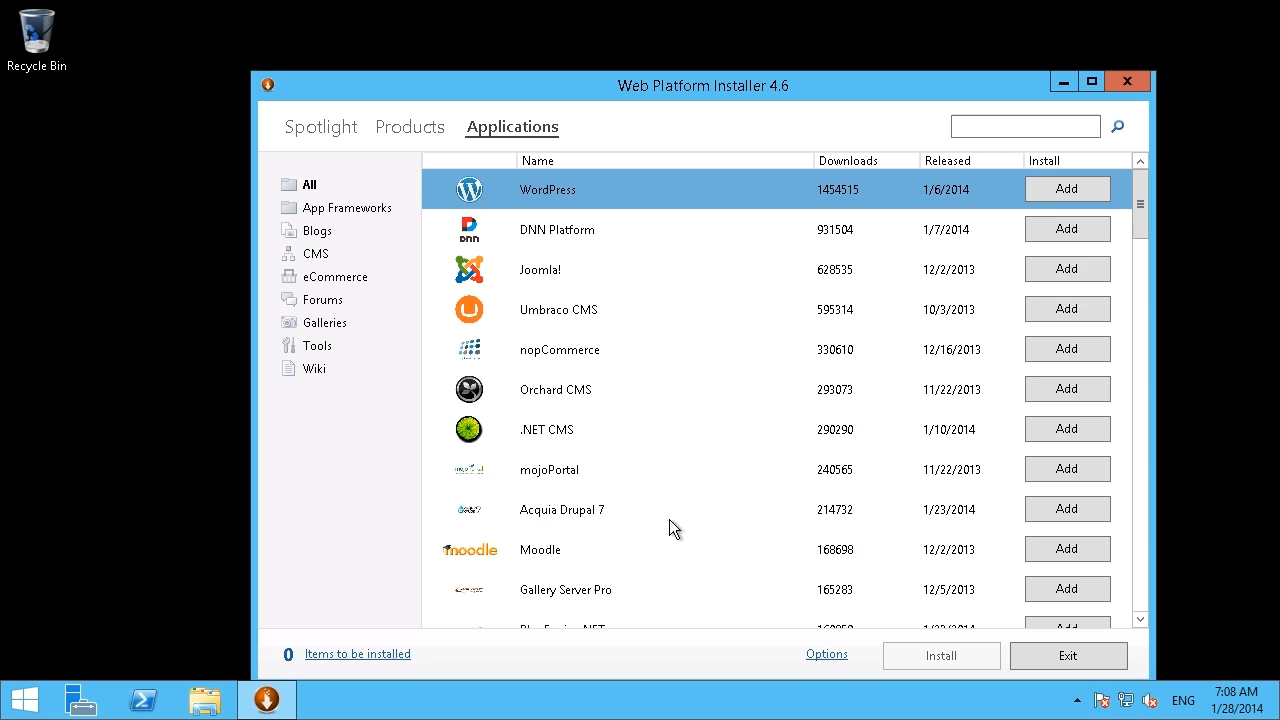 Recycle Bin
Web Platform Installer 4.6
Spotlight Products Applications
Name Downloads Released Install
All
App Frameworks
Blogs
CMS
eCommerce
Forums
Galleries
Tools
Wiki
WordPress 1454515 1/6/2014 Add
DNN
DNN Platform 931504 1/7/2014 Add
Joomla! 628535 12/2/2013 Add
Umbraco CMS 595314 10/3/2013 Add
nopCommerce 330610 12/16/2013 Add
Orchard CMS 293073 11/22/2013 Add
.NET CMS 290290 1/10/2014 Add
mojoPortal 240565 11/22/2013 Add
Acquia Drupal 7 214732 1/23/2014 Add
moodle Moodle 168698 12/2/2013 Add
Gallery Server Pro 165283 12/5/2013 Add
0 Items to be installed Options Install Exit
ENG 7:08 AM
1/28/2014